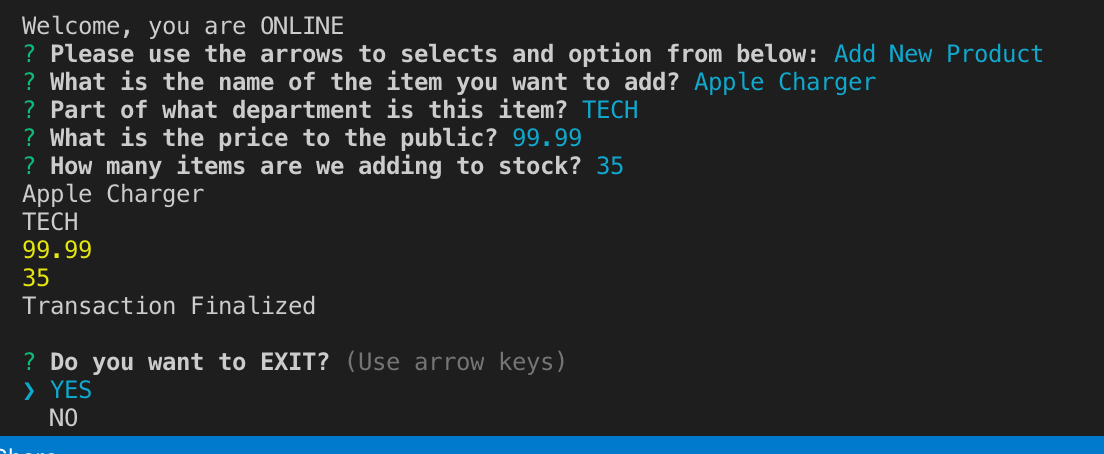 Welcome, you are ONLINE
? Please use the arrows to selects and option from below: Add New Product
? What is the name of the item you want to add? Apple Charger
? Part of what department is this item? TECH
? What is the price to the public? 99.99
? How many items are we adding to stock? 35
Apple Charger
TECH
99.99
35
Transaction Finalized
? Do you want to EXIT? (Use arrow keys)
❯ YES
NO